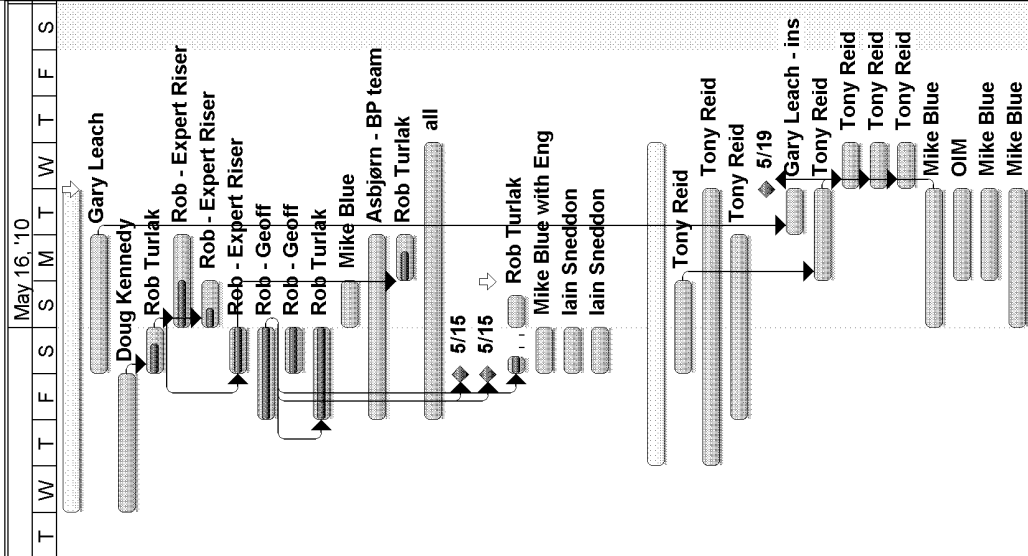 May 16, '10
T W T F S S M T W T F S
Gary Leach
Doug Kennedy
Rob Turlak
Rob - Expert Riser
Rob - Expert Riser
Rob - Expert Riser
Rob - Geoff
Rob - Geoff
Rob Turlak
Mike Blue
Asbjørn - BP team
Rob Turlak
all
5/15
5/15
Rob Turlak
Mike Blue with Eng
Iain Sneddon
Iain Sneddon
Tony Reid
Tony Reid
Tony Reid
5/19
Gary Leach - ins
Tony Reid
Tony Reid
Tony Reid
Tony Reid
Mike Blue
OIM
Mike Blue
Mike Blue